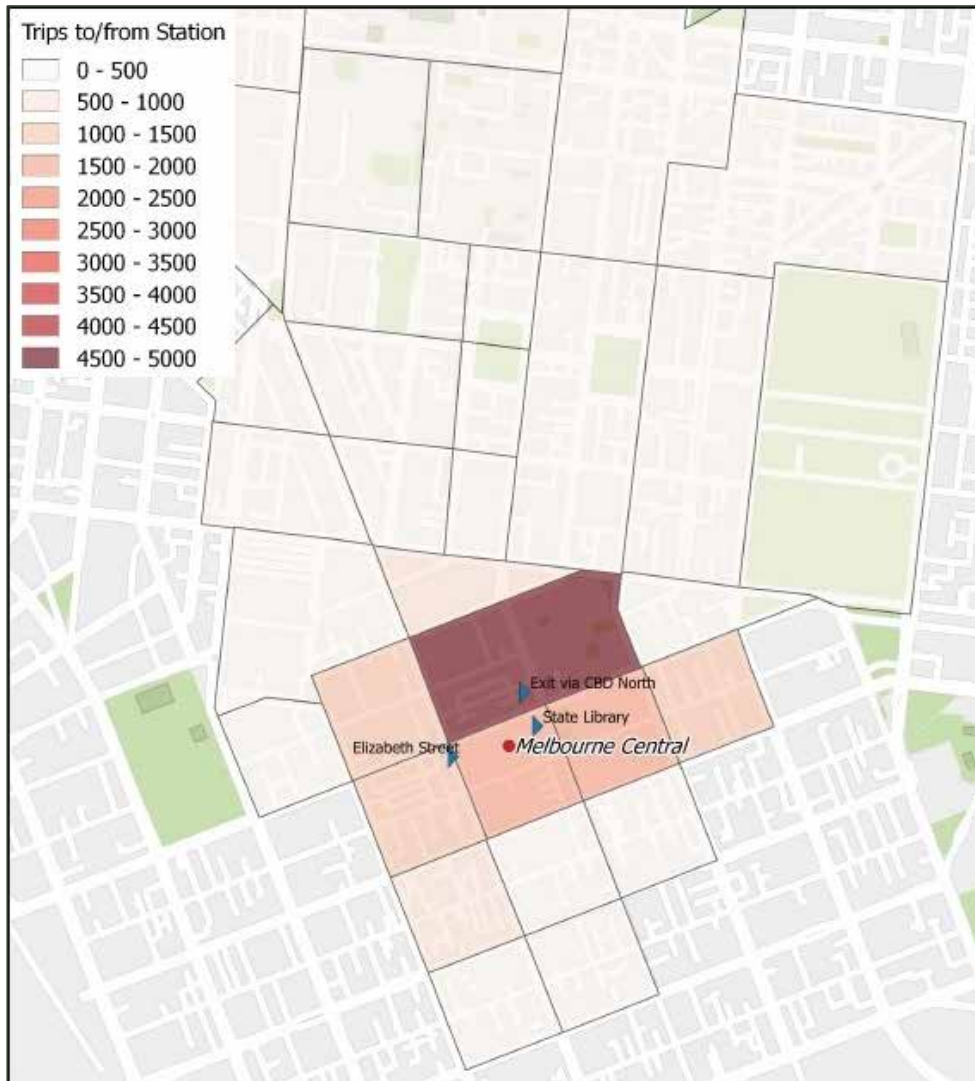 Trips to/from Station
0 - 500
500 - 1000
1000 - 1500
1500 - 2000
2000 - 2500
2500 - 3000
3000 - 3500
3500 - 4000
4000 - 4500
4500 - 5000
Exit via CBD North
State Library
Elizabeth Street
Melbourne Central